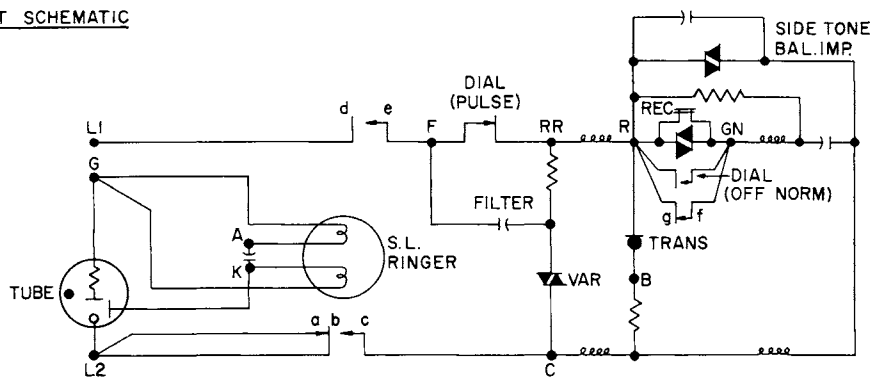 T SCHEMATIC
SIDE TONE
BAL. IMP.
DIAL
(PULSE)
d
e
L1
F
RR
R
REC
GN
G
DIAL
(OFF NORM)
FILTER
g
f
A
S.L.
RINGER
TRANS
K
VAR
B
TUBE
a
b
c
L2
C